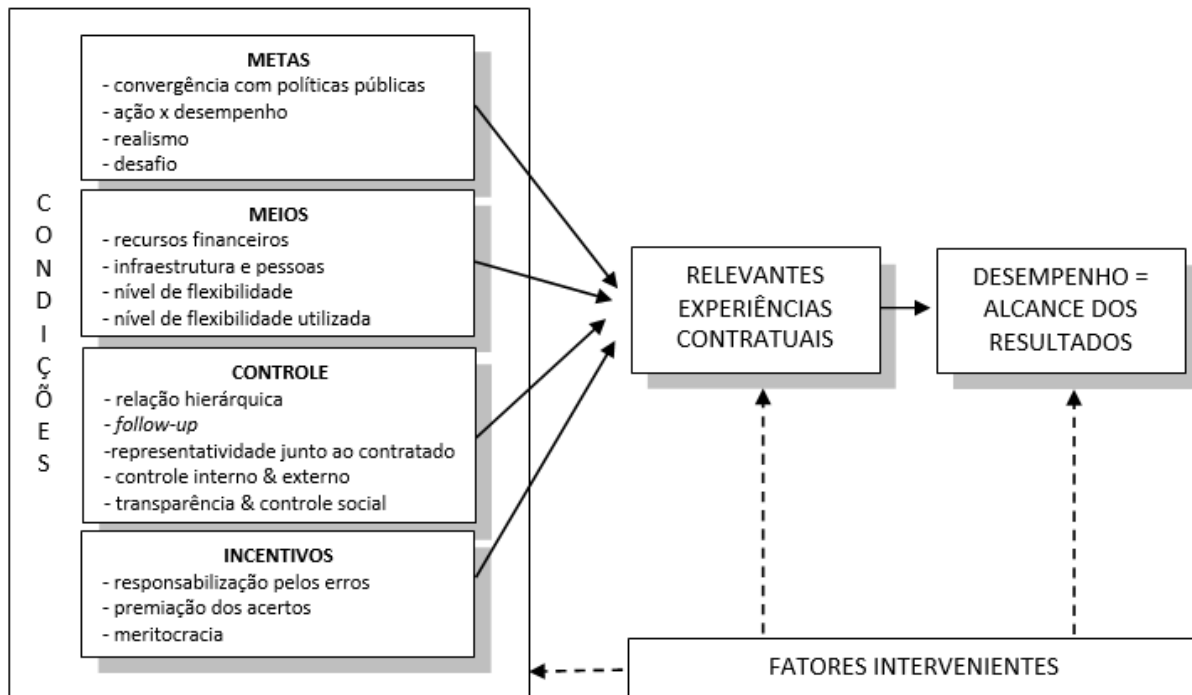 CONDIÇÕES
METAS
- convergência com políticas públicas
- ação x desempenho
- realismo
- desafio
MEIOS
- recursos financeiros
- infraestrutura e pessoas
- nível de flexibilidade
- nível de flexibilidade utilizada
CONTROLE
- relação hierárquica
- follow-up
-representatividade junto ao contratado
- controle interno & externo
- transparência & controle social
INCENTIVOS
- responsabilização pelos erros
- premiação dos acertos
- meritocracia
RELEVANTES
EXPERIÊNCIAS
CONTRATUAIS
DESEMPENHO =
ALCANCE DOS
RESULTADOS
FATORES INTERVENIENTES